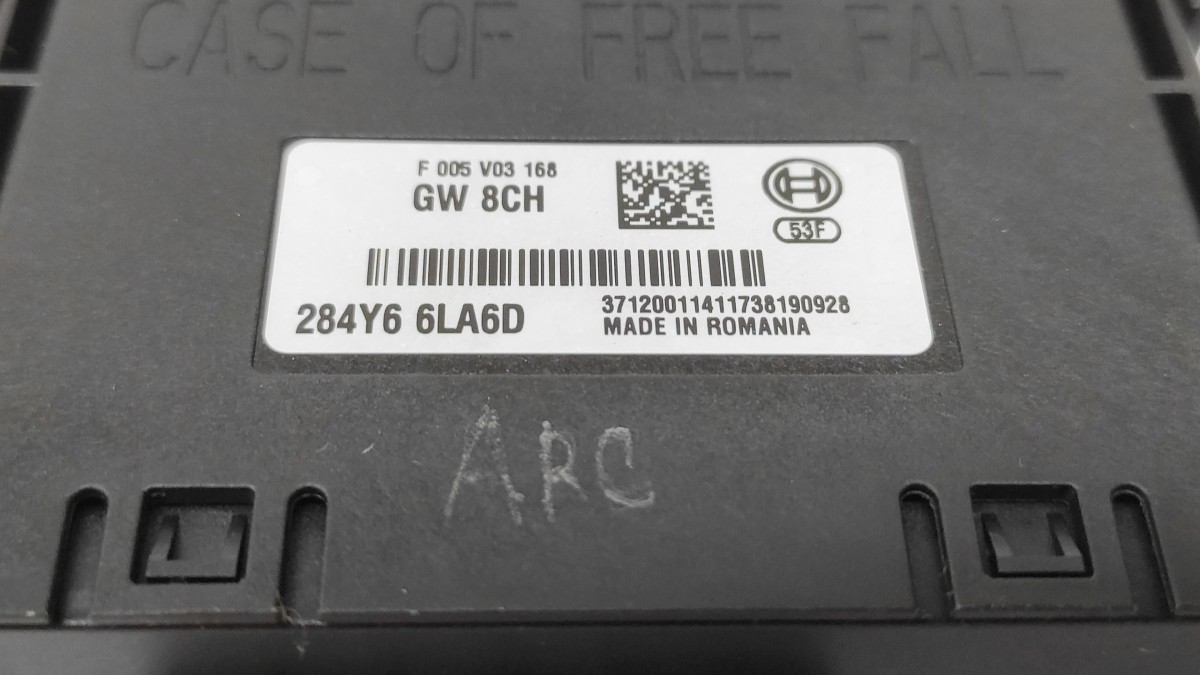 CASE OF FREE FALL
F 005 V03 168
GW 8CH
53F
284Y6 6LA6D
37120011411738190928
MADE IN ROMANIA
ARC